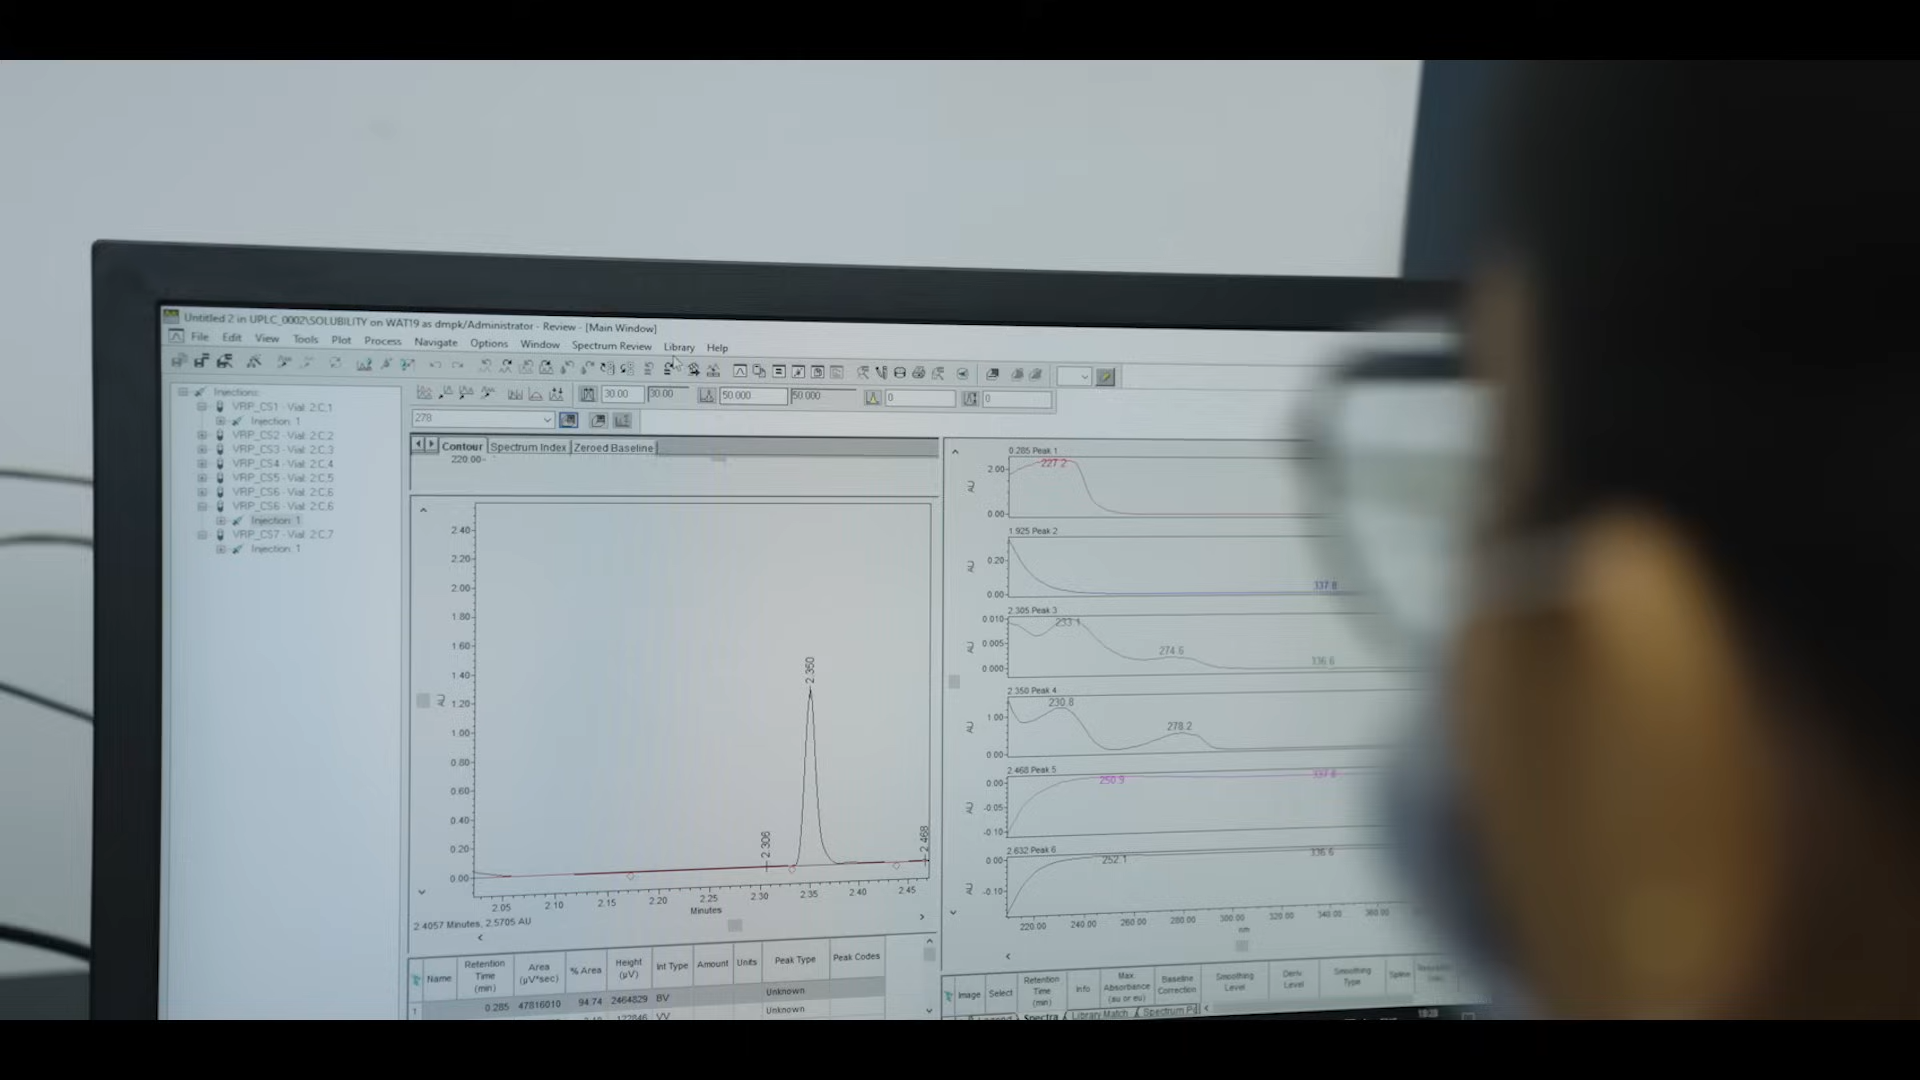 Untitled 2 in UPLC_0002\SOLUBILITY on WAT19 as dmpk/Administrator - Review - [Main Window]
File Edit View Tools Plot Process Navigate Options Window Spectrum Review Library Help
30.00 30.00 50.000 50.000 0 0
278
Injections:
VRP_CS1 - Vial: 2:C,1
Injection: 1
VRP_CS2 - Vial: 2:C,2
VRP_CS3 - Vial: 2:C,3
VRP_CS4 - Vial: 2:C,4
VRP_CS5 - Vial: 2:C,5
VRP_CS6 - Vial: 2:C,6
VRP_CS6 - Vial: 2:C,6
Injection: 1
VRP_CS7 - Vial: 2:C,7
Injection: 1
Contour Spectrum Index Zeroed Baseline
220.00
AU
2.40
2.20
2.00
1.80
1.60
1.40
1.20
1.00
0.80
0.60
0.40
0.20
0.00
2.306
2.350
2.468
2.05 2.10 2.15 2.20 2.25 2.30 2.35 2.40 2.45
Minutes
2.4057 Minutes, 2.5705 AU
0.285 Peak 1
227.2
AU
2.00
0.00
1.925 Peak 2
AU
0.20
0.00
337.8
2.305 Peak 3
AU
0.010
0.005
0.000
233.1
274.6
336.6
2.350 Peak 4
AU
1.00
0.00
230.8
278.2
2.468 Peak 5
AU
0.00
-0.05
-0.10
250.9
337.8
2.632 Peak 6
AU
0.00
-0.10
252.1
336.6
220.00 240.00 260.00 280.00 300.00 320.00 340.00 360.00
nm
Name Retention Time (min) Area (µV*sec) % Area Height (µV) Int Type Amount Units Peak Type Peak Codes
1 0.285 47816010 94.74 2464829 BV Unknown
122846 VV Unknown
Image Select Retention Time (min) Info Max. Absorbance (au or eu) Baseline Correction Smoothing Level Deriv Level Smoothing Type Spline
Spectra Library Match Spectrum